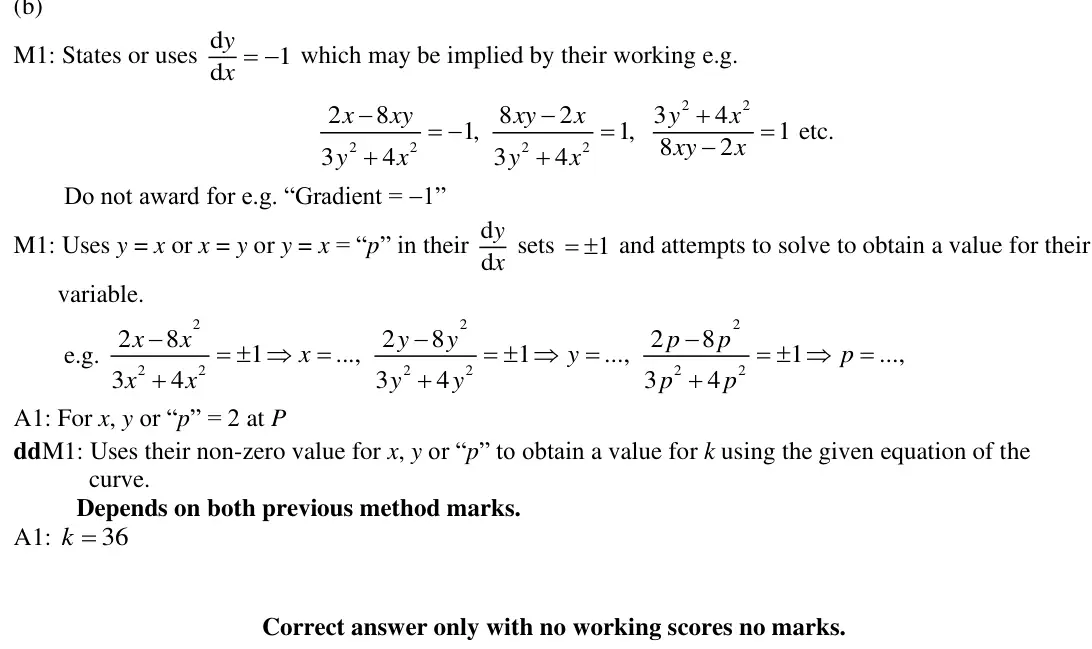 (b)
M1: States or uses dy/dx = −1 which may be implied by their working e.g.
(2x − 8xy)/(3y² + 4x²) = −1, (8xy − 2x)/(3y² + 4x²) = 1, (3y² + 4x²)/(8xy − 2x) = 1 etc.
Do not award for e.g. “Gradient = –1”
M1: Uses y = x or x = y or y = x = “p” in their dy/dx sets = ±1 and attempts to solve to obtain a value for their
variable.
e.g. (2x − 8x²)/(3x² + 4x²) = ±1 ⇒ x = ..., (2y − 8y²)/(3y² + 4y²) = ±1 ⇒ y = ..., (2p − 8p²)/(3p² + 4p²) = ±1 ⇒ p = ...,
A1: For x, y or “p” = 2 at P
ddM1: Uses their non-zero value for x, y or “p” to obtain a value for k using the given equation of the
curve.
Depends on both previous method marks.
A1: k = 36
Correct answer only with no working scores no marks.